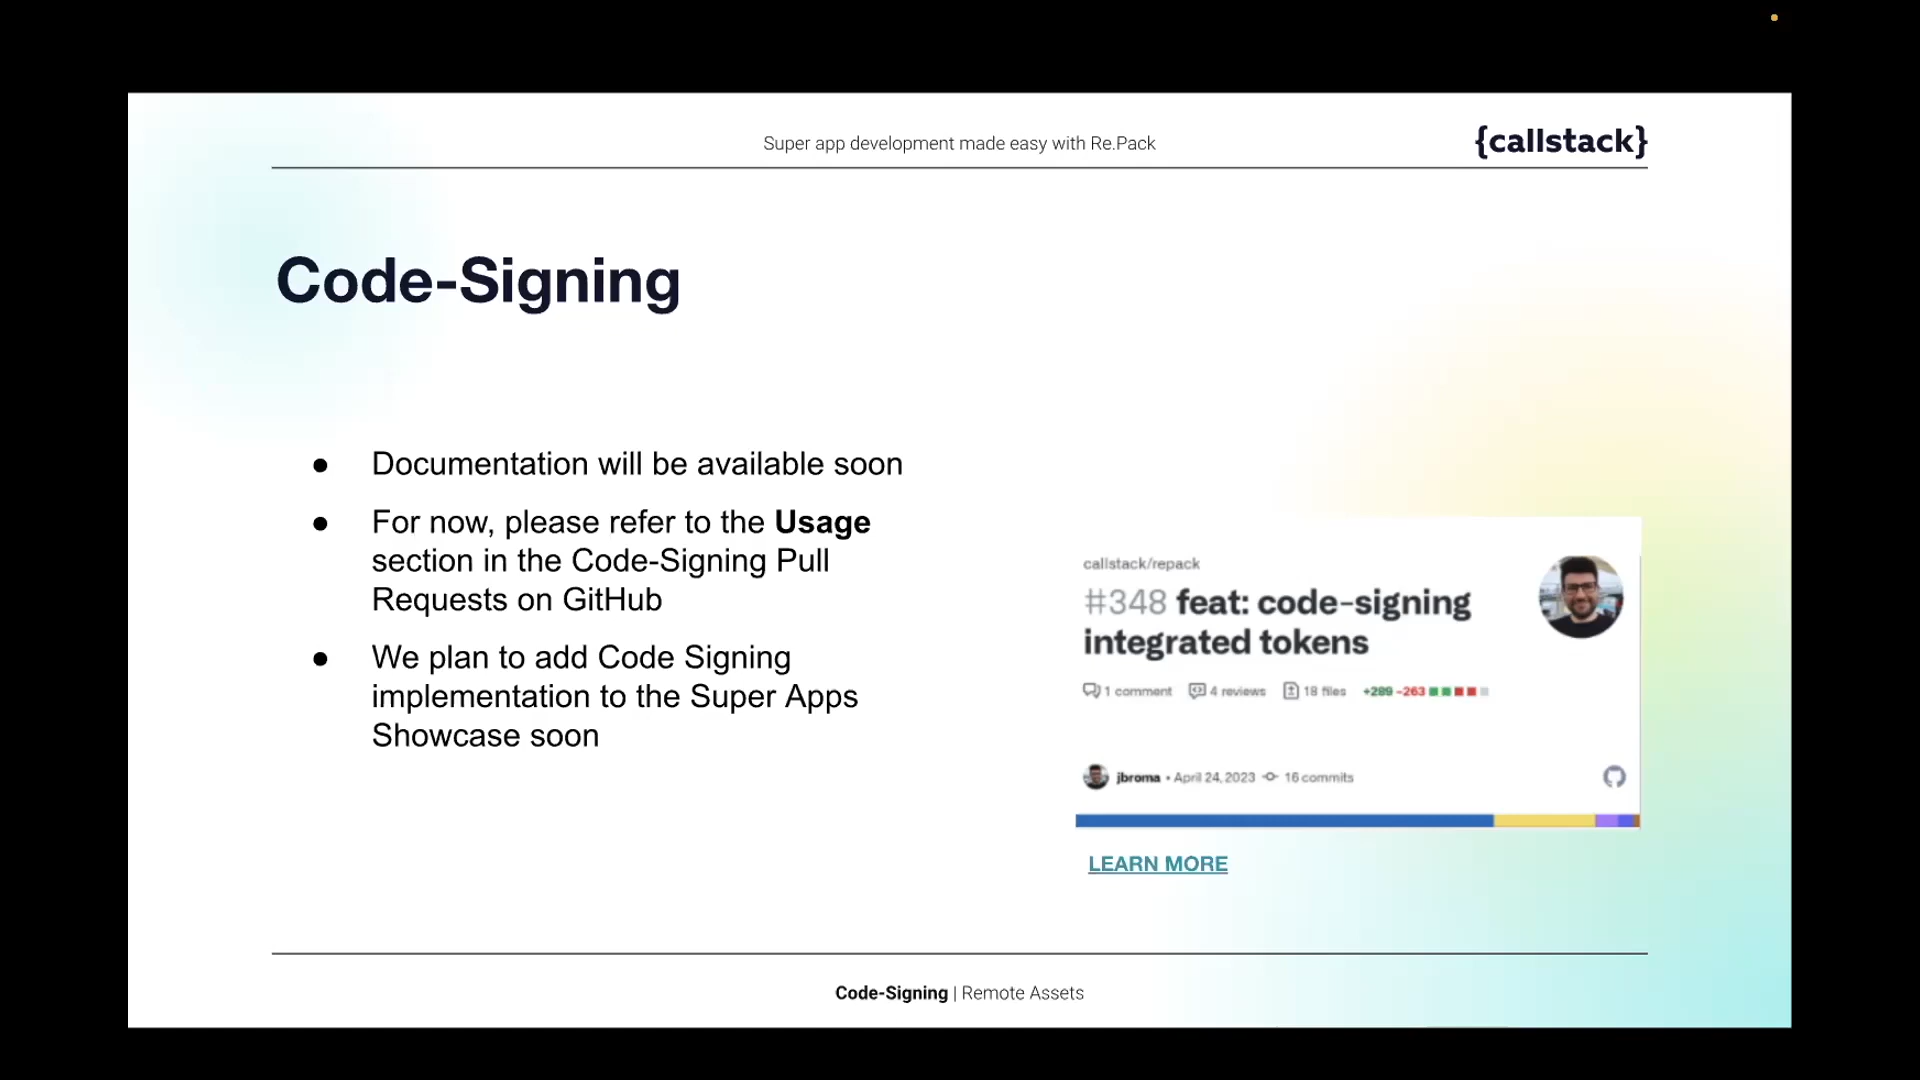 Super app development made easy with Re.Pack
{callstack}
Code-Signing
● Documentation will be available soon
● For now, please refer to the Usage
section in the Code-Signing Pull
Requests on GitHub
● We plan to add Code Signing
implementation to the Super Apps
Showcase soon
callstack/repack
#348 feat: code-signing
integrated tokens
1 comment 4 reviews 18 files +289 -263
jbroma • April 24, 2023 16 commits
LEARN MORE
Code-Signing | Remote Assets